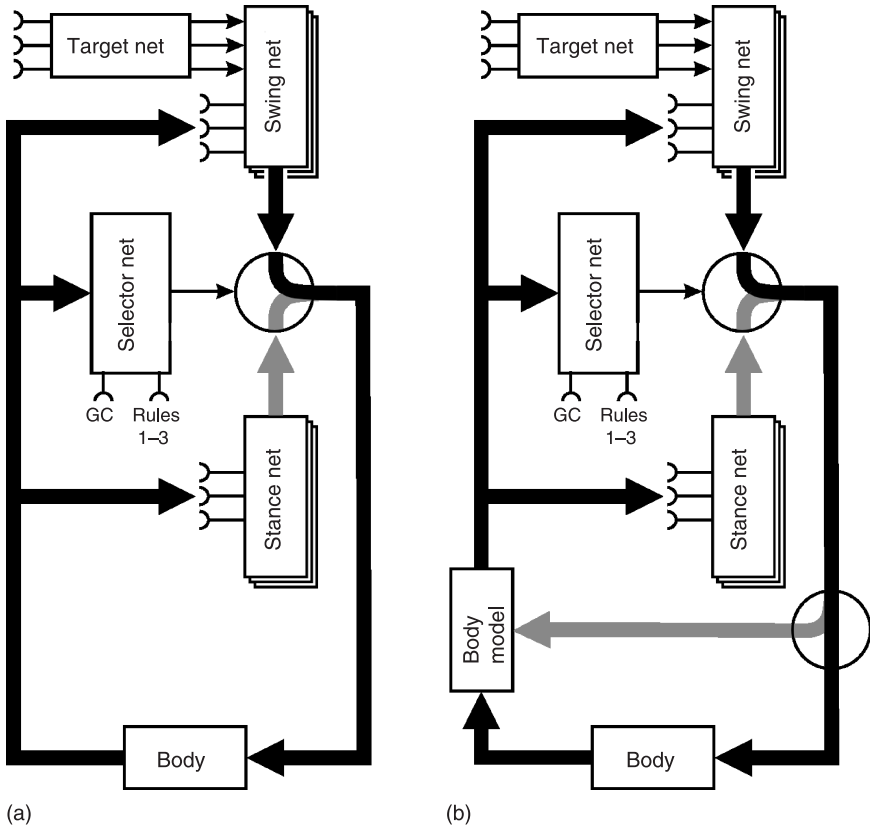 Target net
Swing net
Selector net
GC
Rules
1–3
Stance net
Body
(a)
Target net
Swing net
Selector net
GC
Rules
1–3
Stance net
Body
model
Body
(b)